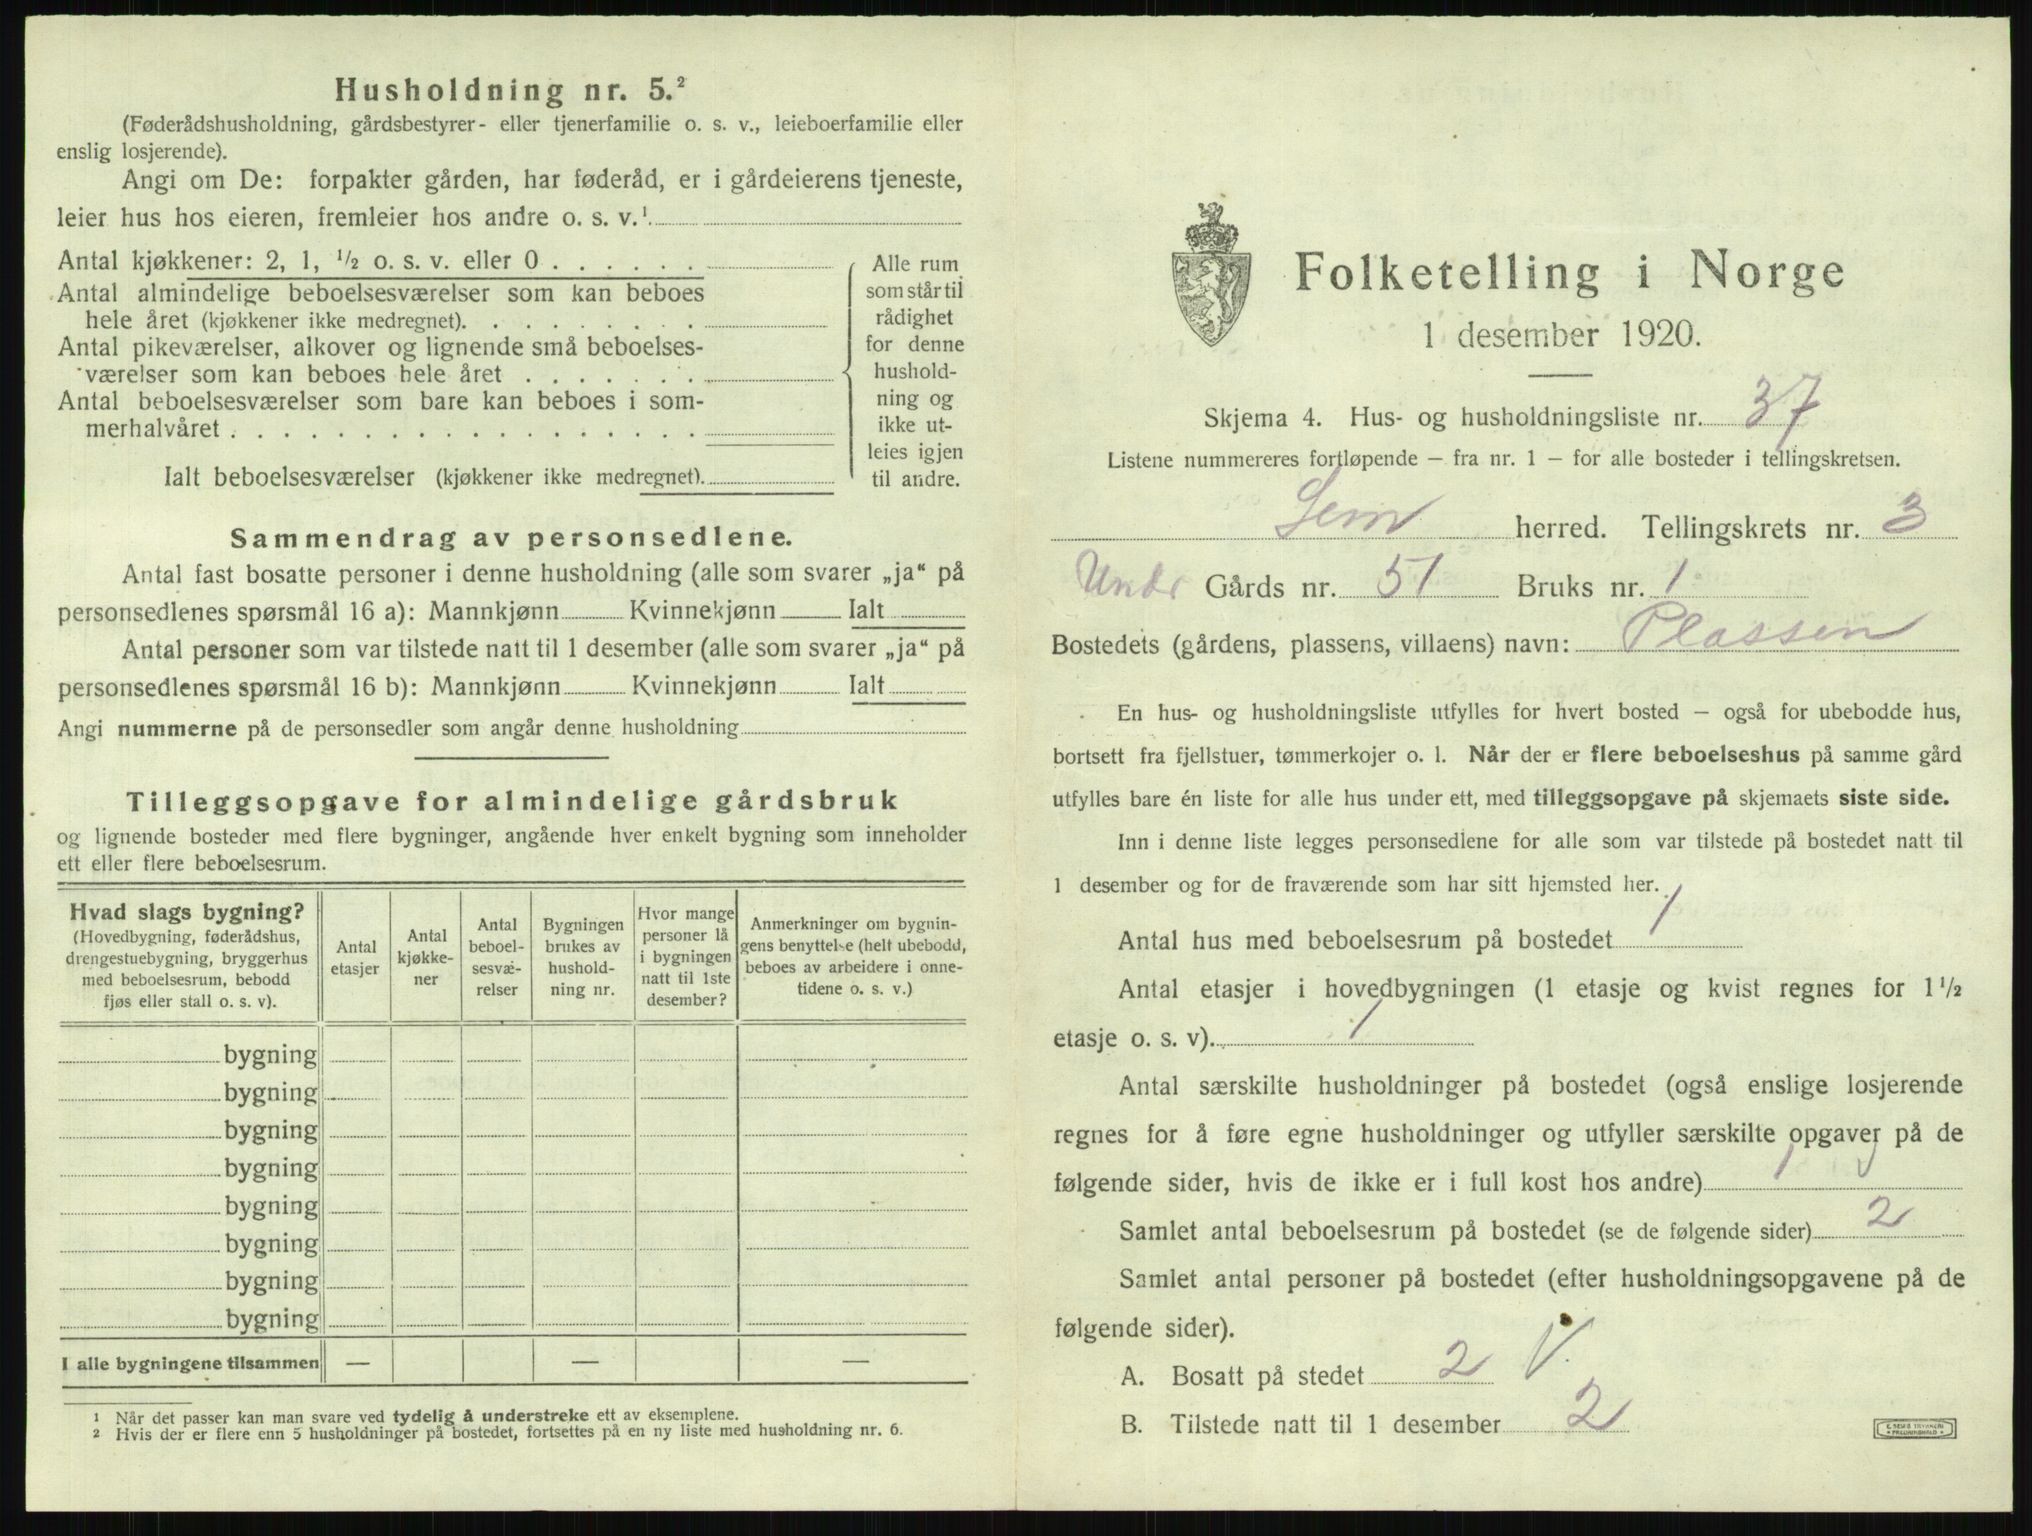 Husholdning nr. 5.²
(Føderådshusholdning, gårdsbestyrer- eller tjenerfamilie o. s. v., leieboerfamilie eller
enslig losjerende).
Angi om De: forpakter gården, har føderåd, er i gårdeierens tjeneste,
leier hus hos eieren, fremleier hos andre o. s. v.¹
Antal kjøkkener: 2, 1, ½ o. s. v. eller 0 . . . . . .
Antal almindelige beboelsesværelser som kan beboes
hele året (kjøkkener ikke medregnet). . . . . . . . .
Antal pikeværelser, alkover og lignende små beboelses-
værelser som kan beboes hele året . . . . . . .
Antal beboelsesværelser som bare kan beboes i som-
merhalvåret . . . . . . . . . . . . . . . . . .
Ialt beboelsesværelser (kjøkkener ikke medregnet).
Alle rum
som står til
rådighet
for denne
hushold-
ning og
ikke ut-
leies igjen
til andre.
Sammendrag av personsedlene.
Antal fast bosatte personer i denne husholdning (alle som svarer „ja“ på
personsedlenes spørsmål 16 a): Mannkjønn Kvinnekjønn Ialt
Antal personer som var tilstede natt til 1 desember (alle som svarer „ja“ på
personsedlenes spørsmål 16 b): Mannkjønn Kvinnekjønn Ialt
Angi nummerne på de personsedler som angår denne husholdning
Tilleggsopgave for almindelige gårdsbruk
og lignende bosteder med flere bygninger, angående hver enkelt bygning som inneholder
ett eller flere beboelsesrum.
Hvad slags bygning?
(Hovedbygning, føderådshus,
drengestuebygning, bryggerhus
med beboelsesrum, bebodd
fjøs eller stall o. s. v).
Antal
etasjer
Antal
kjøkke-
ner
Antal
beboel-
sesvæ-
relser
Bygningen
brukes av
hushold-
ning nr.
Hvor mange
personer lå
i bygningen
natt til 1ste
desember?
Anmerkninger om bygnin-
gens benyttelse (helt ubebodd,
beboes av arbeidere i onne-
tidene o. s. v.)
bygning
bygning
bygning
bygning
bygning
bygning
bygning
bygning
I alle bygningene tilsammen — — —
1 Når det passer kan man svare ved tydelig å understreke ett av eksemplene.
2 Hvis der er flere enn 5 husholdninger på bostedet, fortsettes på en ny liste med husholdning nr. 6.
Folketelling i Norge
1 desember 1920.
Skjema 4. Hus- og husholdningsliste nr. 37
Listene nummereres fortløpende — fra nr. 1 — for alle bosteder i tellingskretsen.
Sem herred. Tellingskrets nr. 3
Under Gårds nr. 51 Bruks nr. 1
Bostedets (gårdens, plassens, villaens) navn: Plassen
En hus- og husholdningsliste utfylles for hvert bosted — også for ubebodde hus,
bortsett fra fjellstuer, tømmerkojer o. l. Når der er flere beboelseshus på samme gård
utfylles bare én liste for alle hus under ett, med tilleggsopgave på skjemaets siste side.
Inn i denne liste legges personsedlene for alle som var tilstede på bostedet natt til
1 desember og for de fraværende som har sitt hjemsted her.
Antal hus med beboelsesrum på bostedet 1
Antal etasjer i hovedbygningen (1 etasje og kvist regnes for 1½
etasje o. s. v). 1
Antal særskilte husholdninger på bostedet (også enslige losjerende
regnes for å føre egne husholdninger og utfyller særskilte opgaver på de
følgende sider, hvis de ikke er i full kost hos andre) 1
Samlet antal beboelsesrum på bostedet (se de følgende sider) 2
Samlet antal personer på bostedet (efter husholdningsopgavene på de
følgende sider).
A. Bosatt på stedet 2
B. Tilstede natt til 1 desember 2